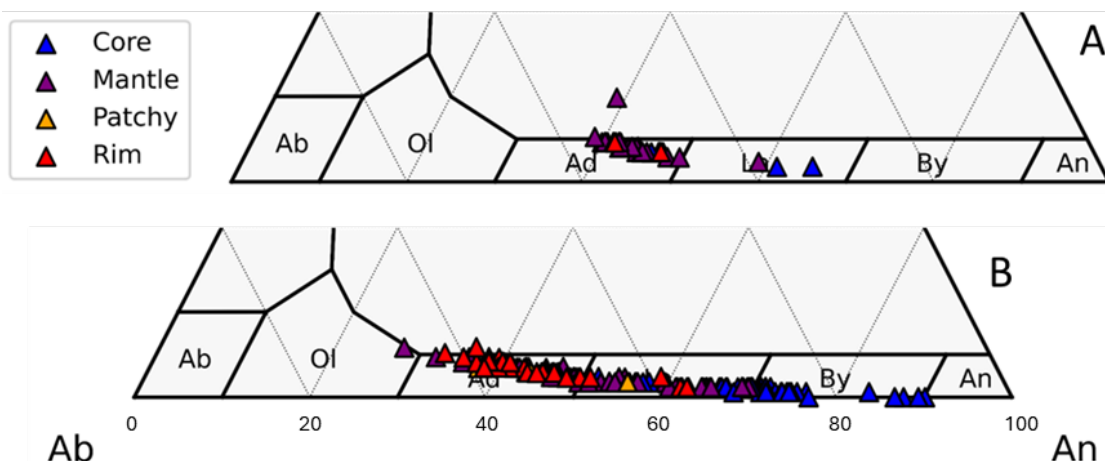 Core
Mantle
Patchy
Rim
A
Ab Ol Ad La By An
B
Ab Ol Ad By An
0 20 40 60 80 100
Ab An